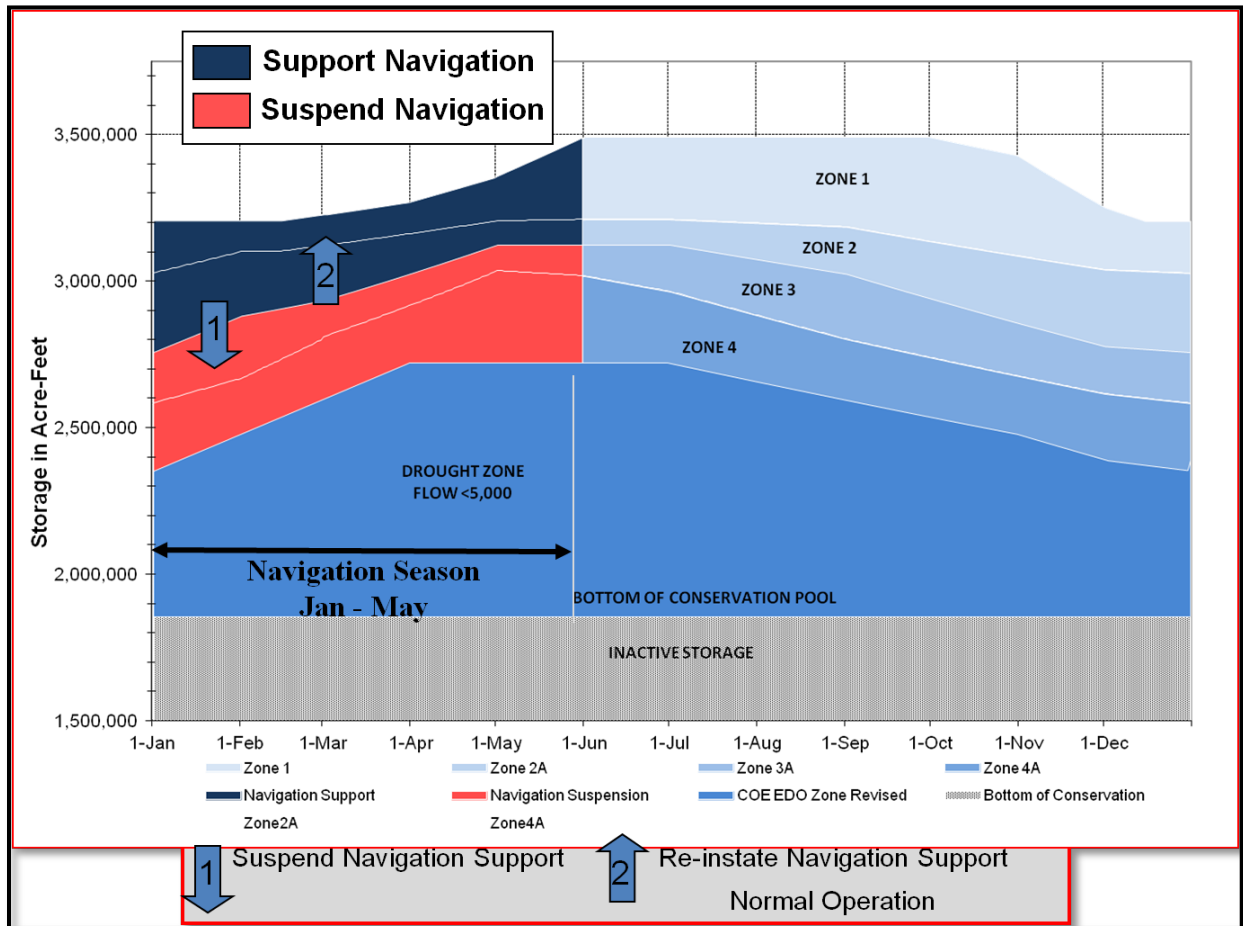 Support Navigation
Suspend Navigation
Storage in Acre-Feet
3,500,000
3,000,000
2,500,000
2,000,000
1,500,000
ZONE 1
ZONE 2
ZONE 3
ZONE 4
1
2
DROUGHT ZONE
FLOW <5,000
Navigation Season
Jan - May
BOTTOM OF CONSERVATION POOL
INACTIVE STORAGE
1-Jan 1-Feb 1-Mar 1-Apr 1-May 1-Jun 1-Jul 1-Aug 1-Sep 1-Oct 1-Nov 1-Dec
Zone 1 Zone 2A Zone 3A Zone 4A
Navigation Support Navigation Suspension COE EDO Zone Revised Bottom of Conservation
Zone2A Zone4A
1 Suspend Navigation Support 2 Re-instate Navigation Support
Normal Operation